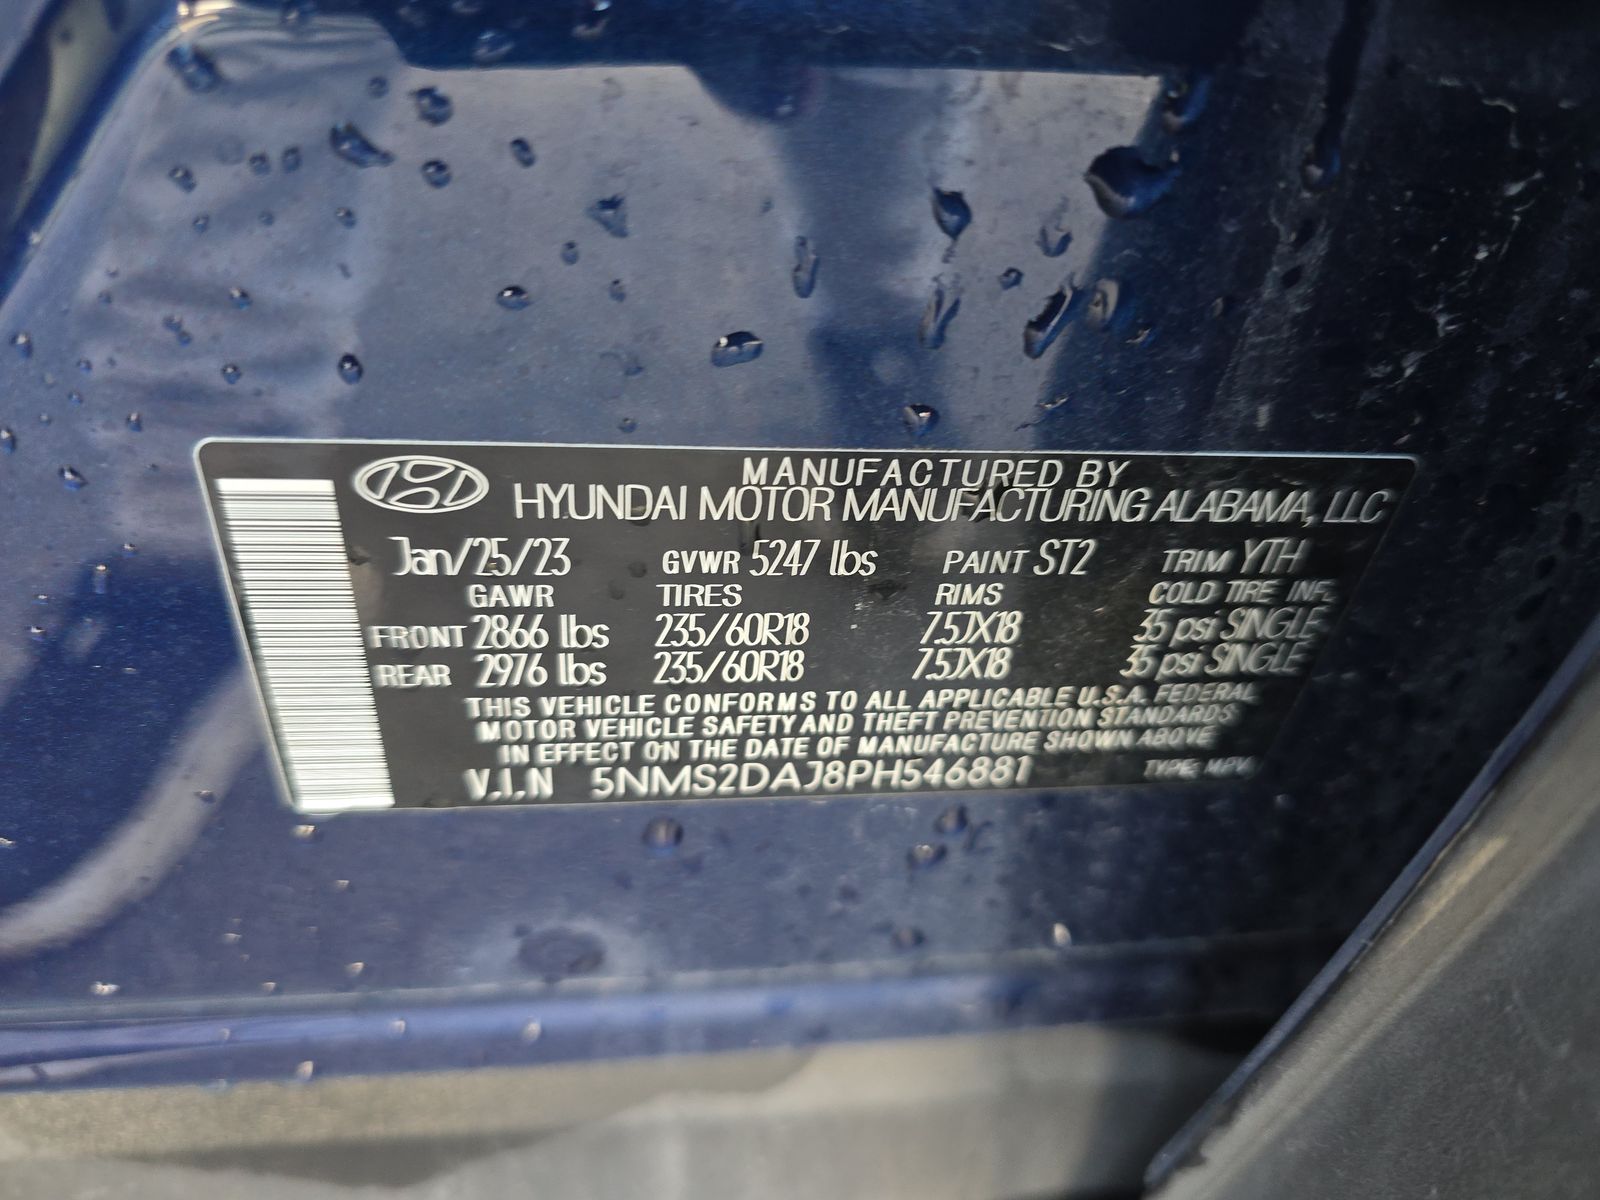 MANUFACTURED BY
HYUNDAI MOTOR MANUFACTURING ALABAMA, LLC
Jan/25/23 GVWR 5247 lbs PAINT ST2 TRIM YTH
GAWR TIRES RIMS COLD TIRE INF.
FRONT 2866 lbs 235/60R18 7.5JX18 35 psi SINGLE
REAR 2976 lbs 235/60R18 7.5JX18 35 psi SINGLE
THIS VEHICLE CONFORMS TO ALL APPLICABLE U.S.A. FEDERAL
MOTOR VEHICLE SAFETY AND THEFT PREVENTION STANDARDS
IN EFFECT ON THE DATE OF MANUFACTURE SHOWN ABOVE
V.I.N 5NMS2DAJ8PH546881 TYPE: MPV